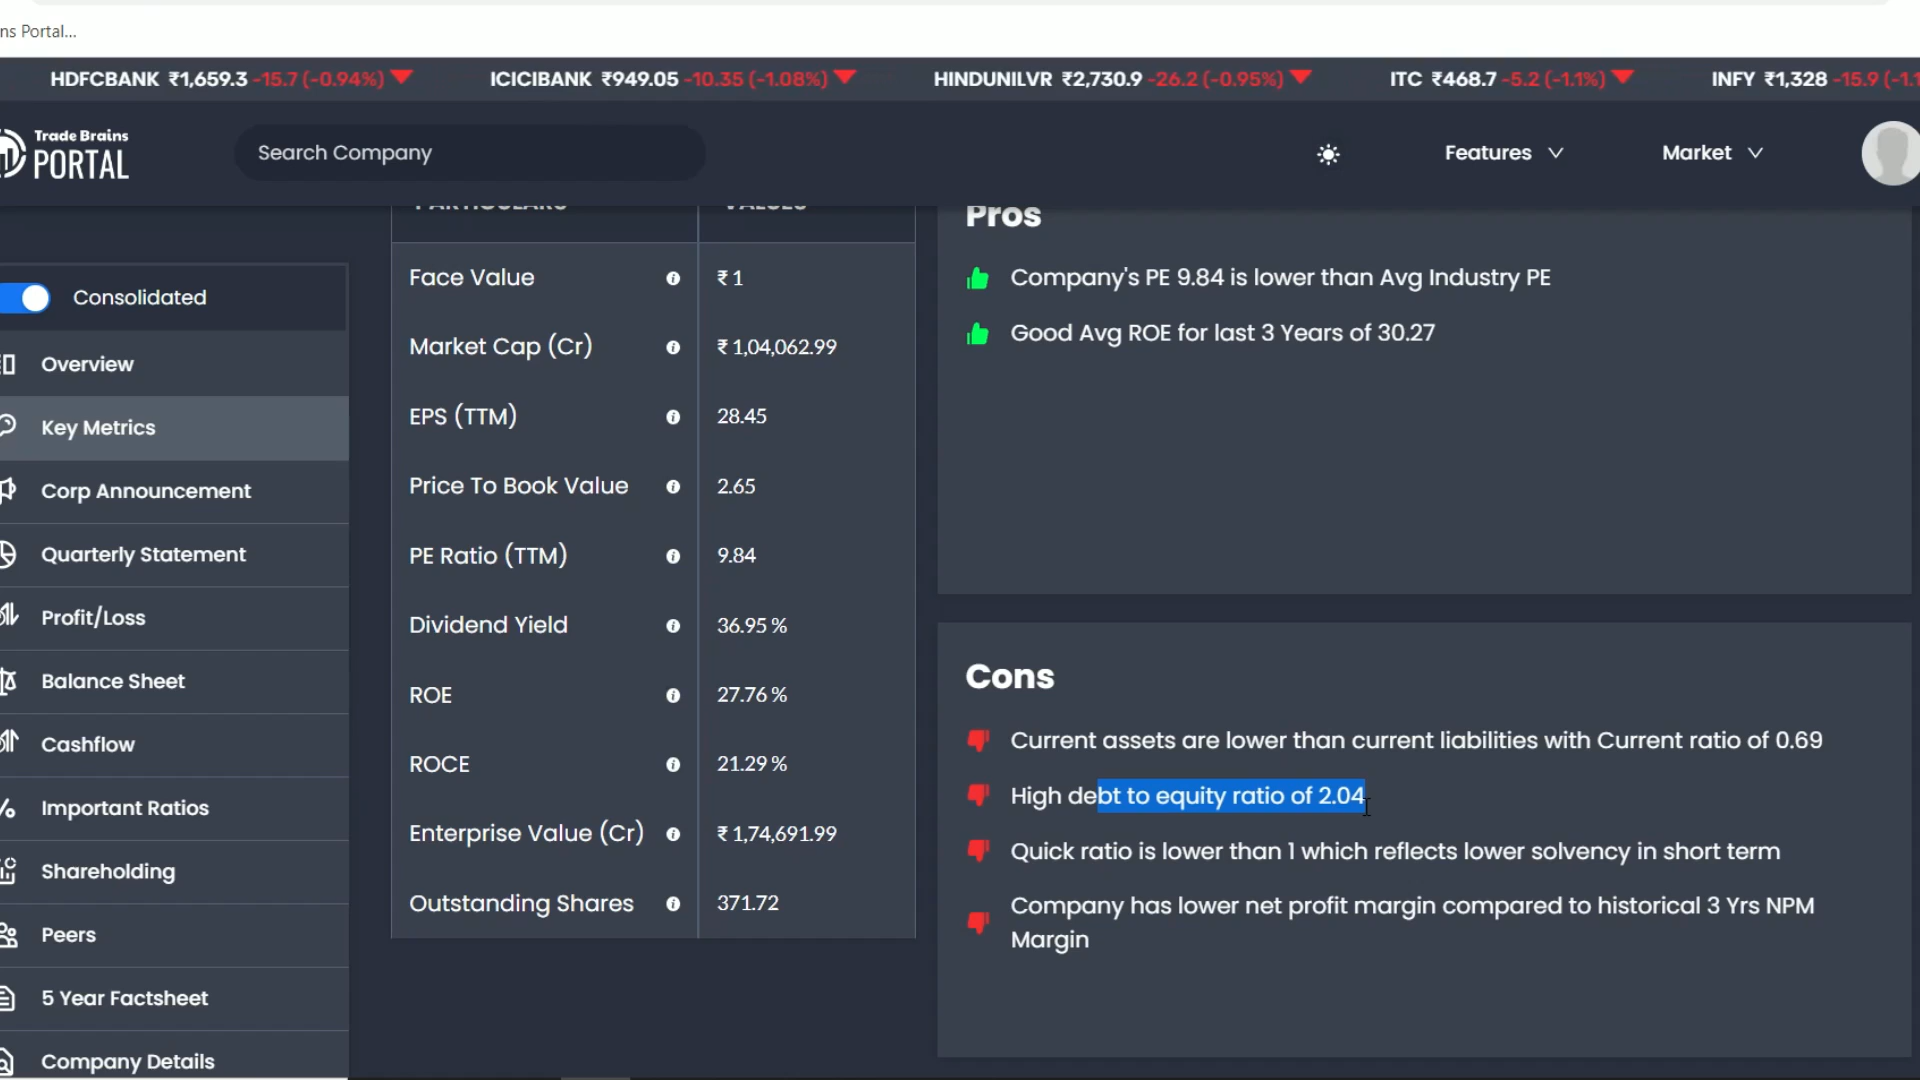 ns Portal...
HDFCBANK ₹1,659.3 -15.7 (-0.94%) ICICIBANK ₹949.05 -10.35 (-1.08%) HINDUNILVR ₹2,730.9 -26.2 (-0.95%) ITC ₹468.7 -5.2 (-1.1%) INFY ₹1,328 -15.9 (-1.1
Trade Brains
PORTAL
Search Company
Features
Market
Consolidated
Overview
Key Metrics
Corp Announcement
Quarterly Statement
Profit/Loss
Balance Sheet
Cashflow
Important Ratios
Shareholding
Peers
5 Year Factsheet
Company Details
PARTICULARS VALUES
Face Value ₹ 1
Market Cap (Cr) ₹ 1,04,062.99
EPS (TTM) 28.45
Price To Book Value 2.65
PE Ratio (TTM) 9.84
Dividend Yield 36.95 %
ROE 27.76 %
ROCE 21.29 %
Enterprise Value (Cr) ₹ 1,74,691.99
Outstanding Shares 371.72
Pros
Company's PE 9.84 is lower than Avg Industry PE
Good Avg ROE for last 3 Years of 30.27
Cons
Current assets are lower than current liabilities with Current ratio of 0.69
High debt to equity ratio of 2.04
Quick ratio is lower than 1 which reflects lower solvency in short term
Company has lower net profit margin compared to historical 3 Yrs NPM
Margin